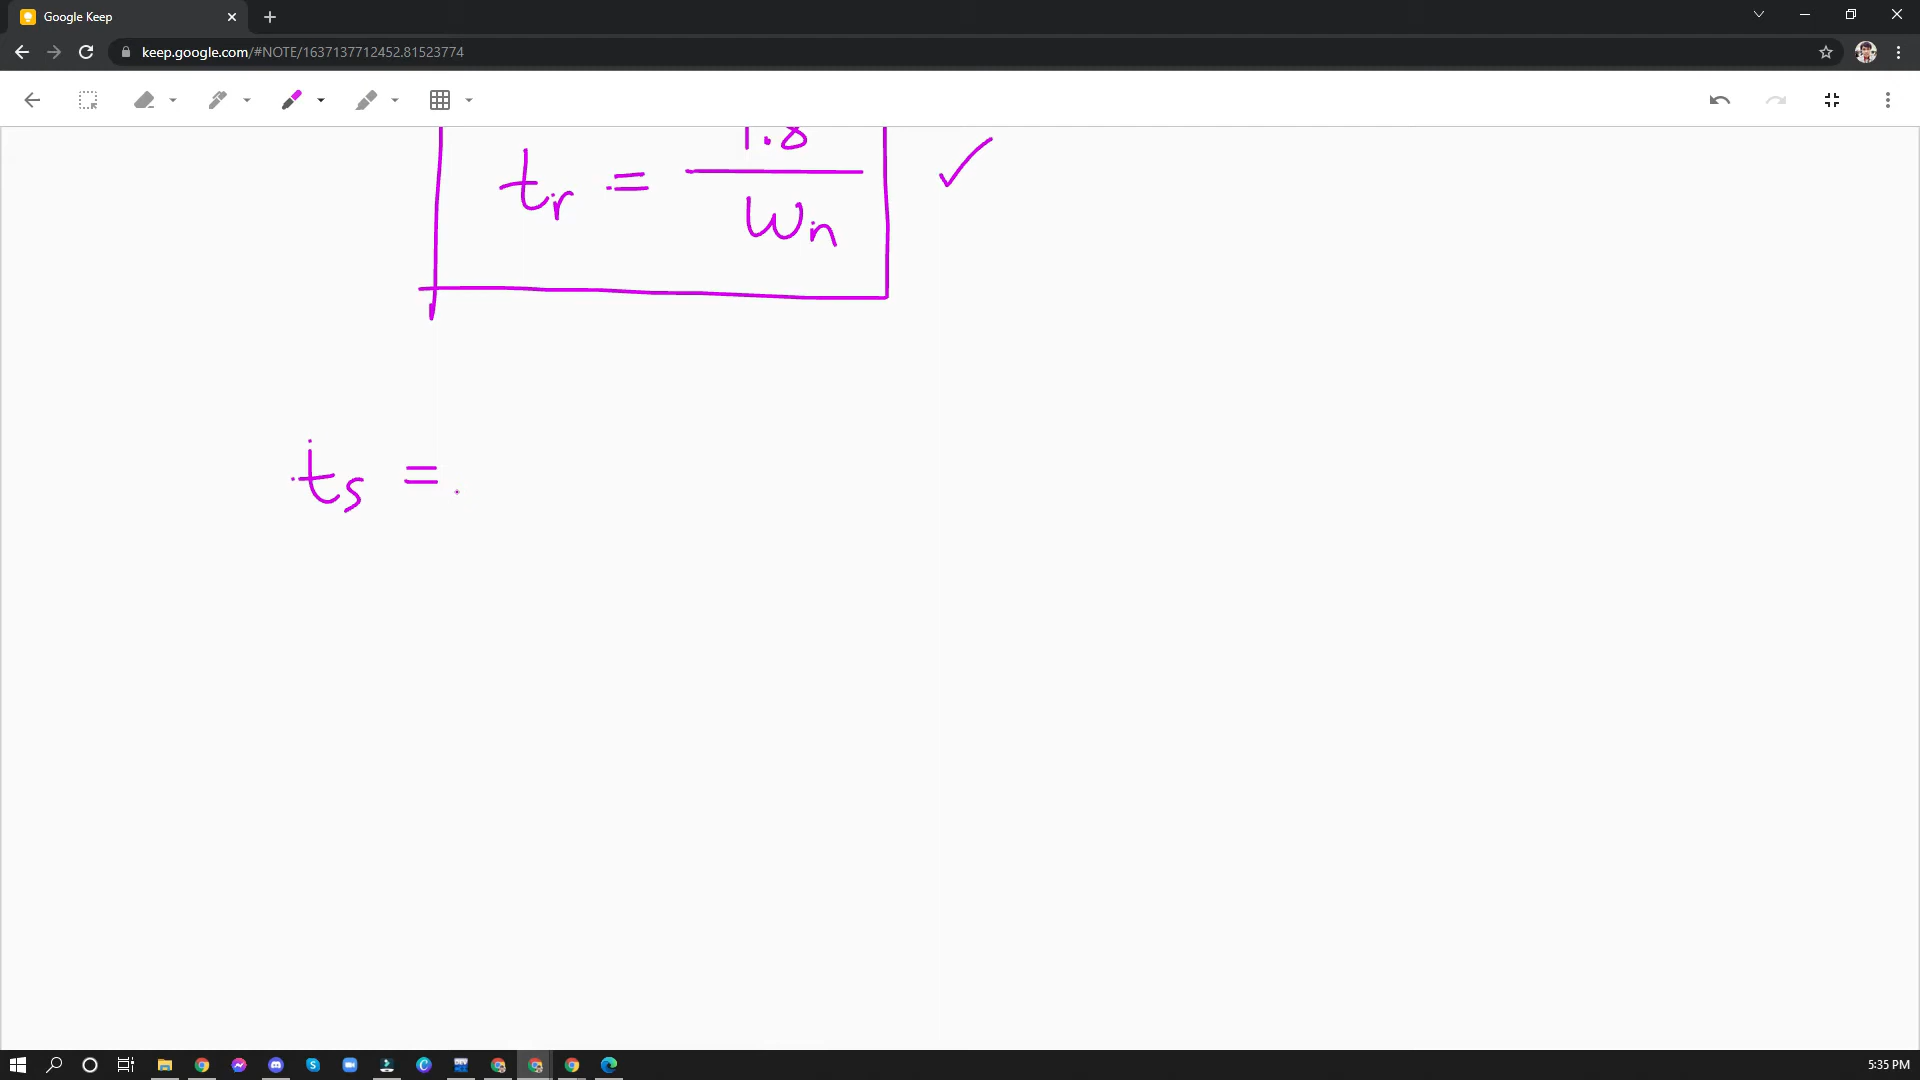 Google Keep
keep.google.com/#NOTE/1637137712452.81523774
tr = 1.8 / Wn ✓
ts =
5:35 PM